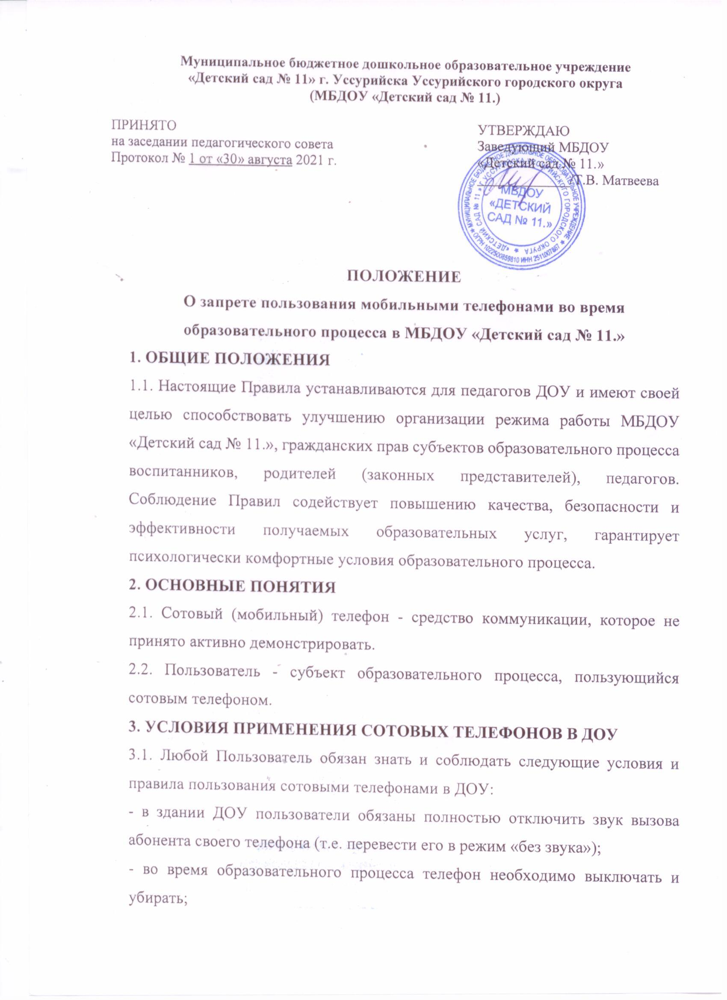 Муниципальное бюджетное дошкольное образовательное учреждение
«Детский сад № 11» г. Уссурийска Уссурийского городского округа
(МБДОУ «Детский сад № 11.)
ПРИНЯТО
на заседании педагогического совета
Протокол № 1 от «30» августа 2021 г.
УТВЕРЖДАЮ
Заведующий МБДОУ
«Детский сад № 11.»
/Т.В. Матвеева
МУНИЦИПАЛЬНОЕ БЮДЖЕТНОЕ ДОШКОЛЬНОЕ ОБРАЗОВАТЕЛЬНОЕ УЧРЕЖДЕНИЕ
ОГРН 1022500859810 ИНН 2511007867
«ДЕТСКИЙ САД № 11 » Г. УССУРИЙСКА УССУРИЙСКОГО ГОРОДСКОГО ОКРУГА
МБДОУ
«ДЕТСКИЙ
САД № 11.»
ПОЛОЖЕНИЕ
О запрете пользования мобильными телефонами во время
образовательного процесса в МБДОУ «Детский сад № 11.»
1. ОБЩИЕ ПОЛОЖЕНИЯ
1.1. Настоящие Правила устанавливаются для педагогов ДОУ и имеют своей
целью способствовать улучшению организации режима работы МБДОУ
«Детский сад № 11.», гражданских прав субъектов образовательного процесса
воспитанников, родителей (законных представителей), педагогов.
Соблюдение Правил содействует повышению качества, безопасности и
эффективности получаемых образовательных услуг, гарантирует
психологически комфортные условия образовательного процесса.
2. ОСНОВНЫЕ ПОНЯТИЯ
2.1. Сотовый (мобильный) телефон - средство коммуникации, которое не
принято активно демонстрировать.
2.2. Пользователь - субъект образовательного процесса, пользующийся
сотовым телефоном.
3. УСЛОВИЯ ПРИМЕНЕНИЯ СОТОВЫХ ТЕЛЕФОНОВ В ДОУ
3.1. Любой Пользователь обязан знать и соблюдать следующие условия и
правила пользования сотовыми телефонами в ДОУ:
- в здании ДОУ пользователи обязаны полностью отключить звук вызова
абонента своего телефона (т.е. перевести его в режим «без звука»);
- во время образовательного процесса телефон необходимо выключать и
убирать;